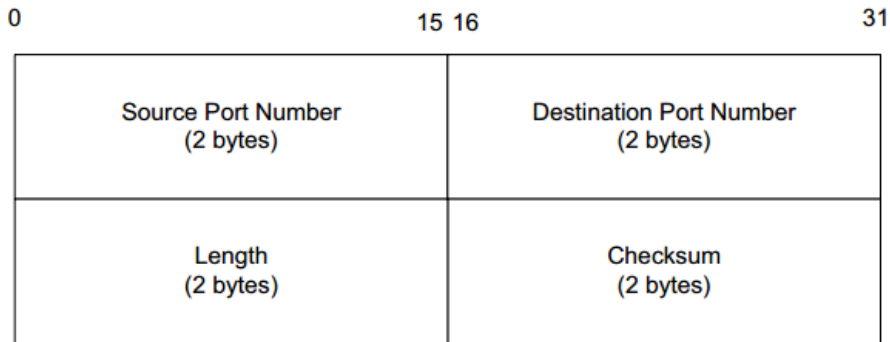 0 15 16 31
Source Port Number Destination Port Number
(2 bytes) (2 bytes)
Length Checksum
(2 bytes) (2 bytes)